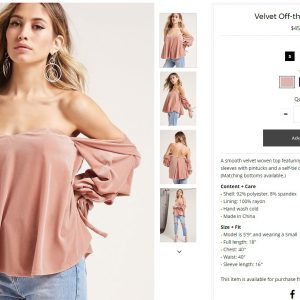 Velvet Off-th
$45
S
Qu
-
Add
A smooth velvet woven top featuring
sleeves with pintucks and a self-tie c
(Matching bottoms available.)
Content + Care
- Shell: 92% polyester, 8% spandex
- Lining: 100% rayon
- Hand wash cold
- Made in China
Size + Fit
- Model is 5'9" and wearing a Small
- Full length: 18"
- Chest: 40"
- Waist: 40"
- Sleeve length: 16"
This item is available for purchase fr
f